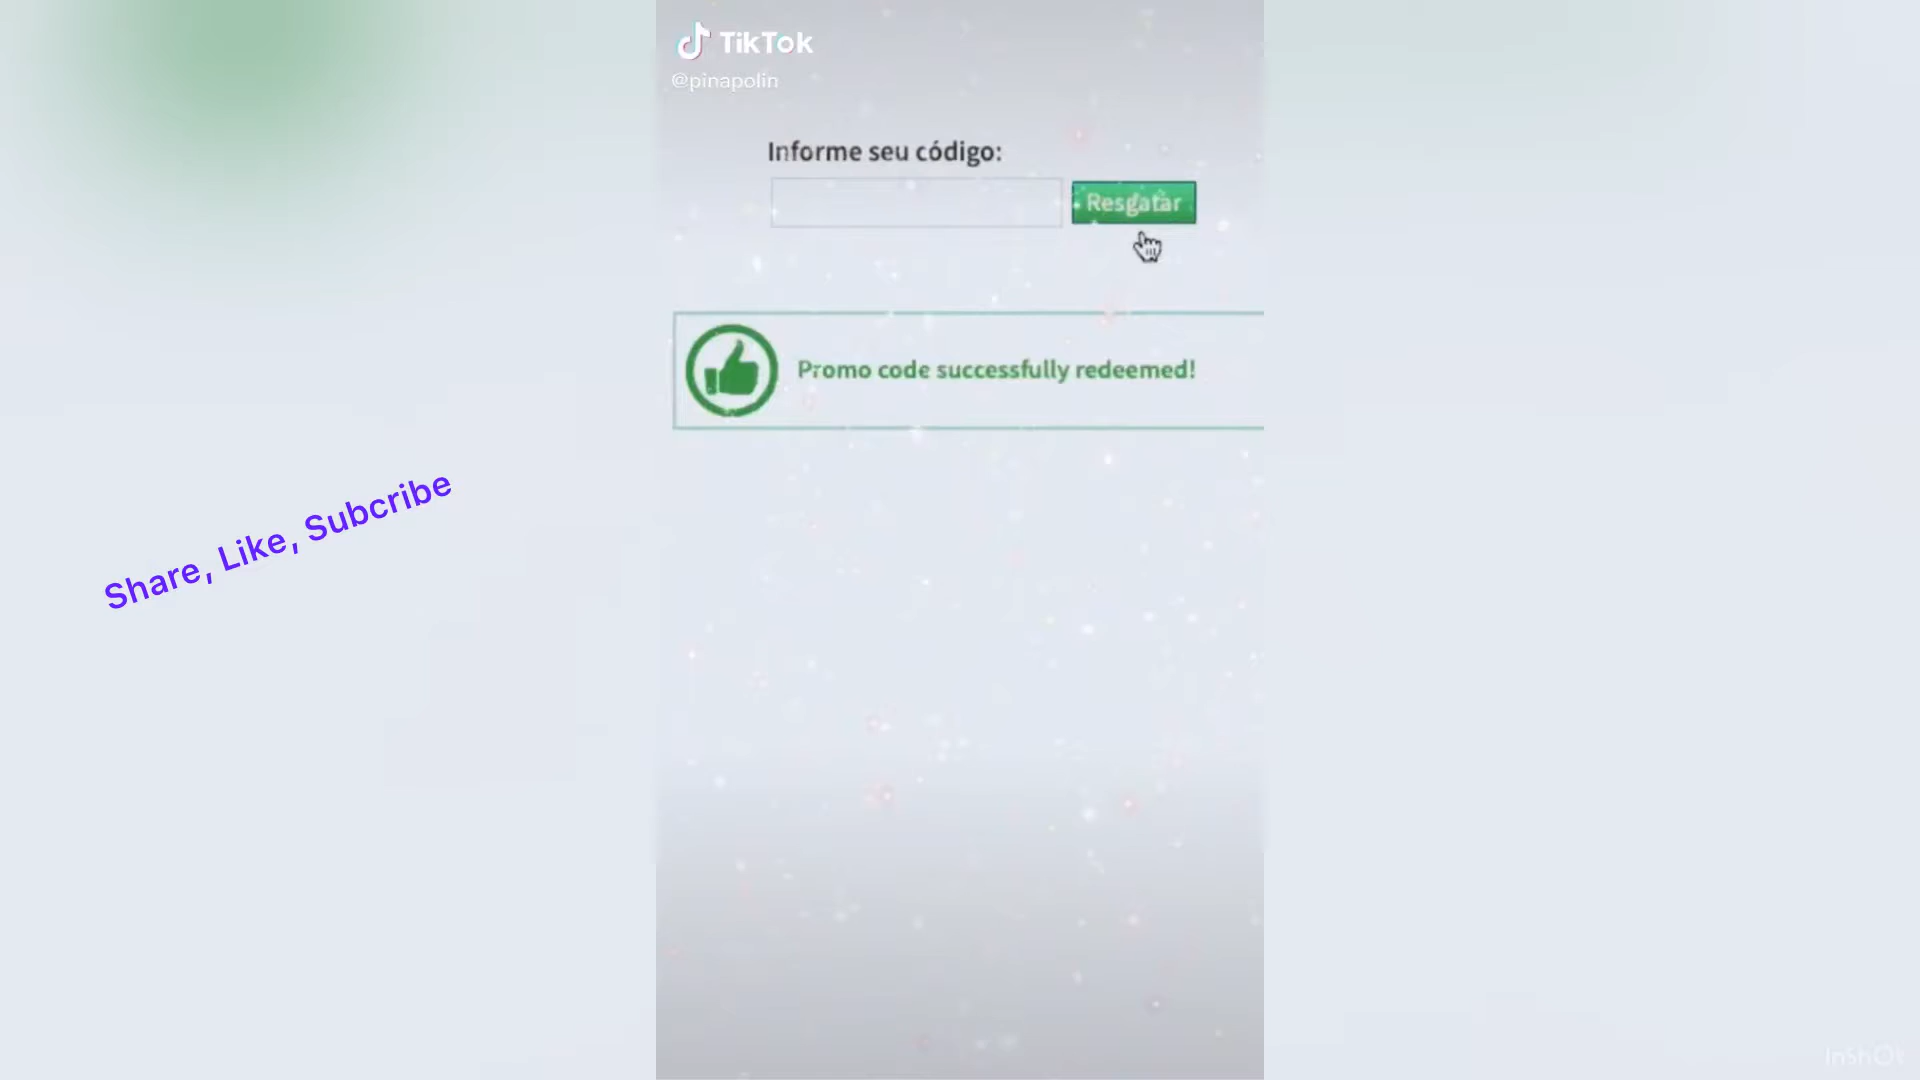 TikTok
@pinapolin
Informe seu código:
Resgatar
Promo code successfully redeemed!
Share, Like, Subcribe
InShOt